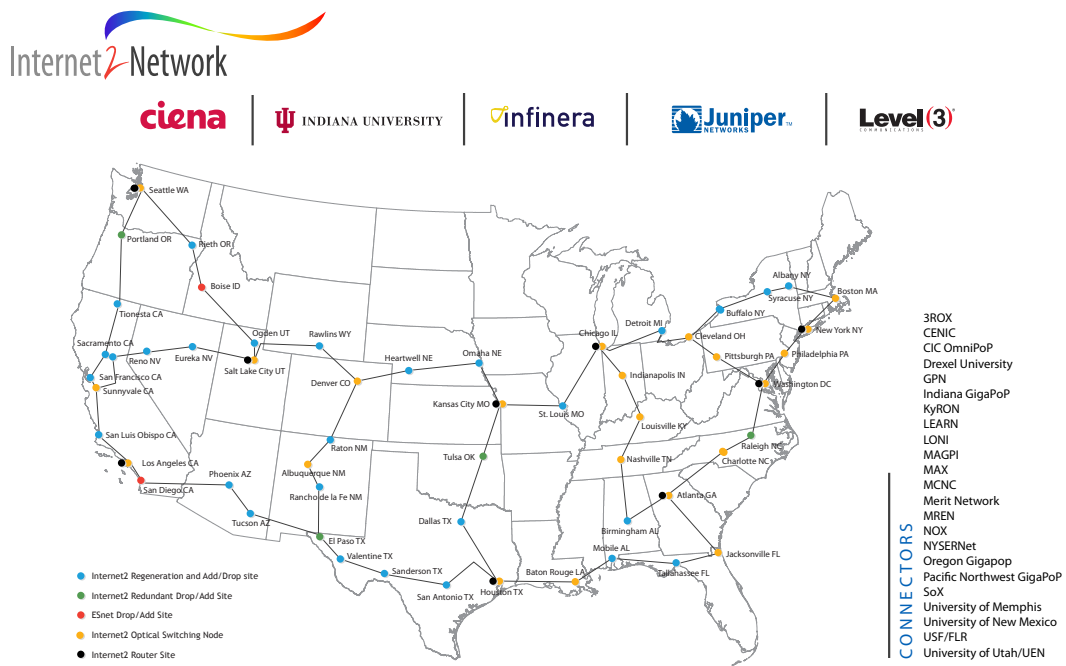 Internet2 Network
ciena
INDIANA UNIVERSITY
infinera
Juniper
NETWORKS
TM
Level (3)®
COMMUNICATIONS
Seattle WA
Portland OR
Rieth OR
Boise ID
Tionesta CA
Ogden UT
Rawlins WY
Sacramento CA
Reno NV
Eureka NV
Salt Lake City UT
San Francisco CA
Sunnyvale CA
Denver CO
Heartwell NE
Omaha NE
Kansas City MO
St. Louis MO
Chicago IL
Detroit MI
Cleveland OH
Buffalo NY
Syracuse NY
Albany NY
Boston MA
New York NY
Philadelphia PA
Pittsburgh PA
Washington DC
Indianapolis IN
Louisville KY
Nashville TN
Raleigh NC
Charlotte NC
Atlanta GA
Birmingham AL
Jacksonville FL
Tallahassee FL
Mobile AL
Baton Rouge LA
Houston TX
Dallas TX
Tulsa OK
San Luis Obispo CA
Los Angeles CA
San Diego CA
Phoenix AZ
Tucson AZ
Raton NM
Albuquerque NM
Rancho de la Fe NM
El Paso TX
Valentine TX
Sanderson TX
San Antonio TX
Internet2 Regeneration and Add/Drop site
Internet2 Redundant Drop/Add Site
ESnet Drop/Add Site
Internet2 Optical Switching Node
Internet2 Router Site
CONNECTORS
3ROX
CENIC
CIC OmniPoP
Drexel University
GPN
Indiana GigaPoP
KyRON
LEARN
LONI
MAGPI
MAX
MCNC
Merit Network
MREN
NOX
NYSERNet
Oregon Gigapop
Pacific Northwest GigaPoP
SoX
University of Memphis
University of New Mexico
USF/FLR
University of Utah/UEN